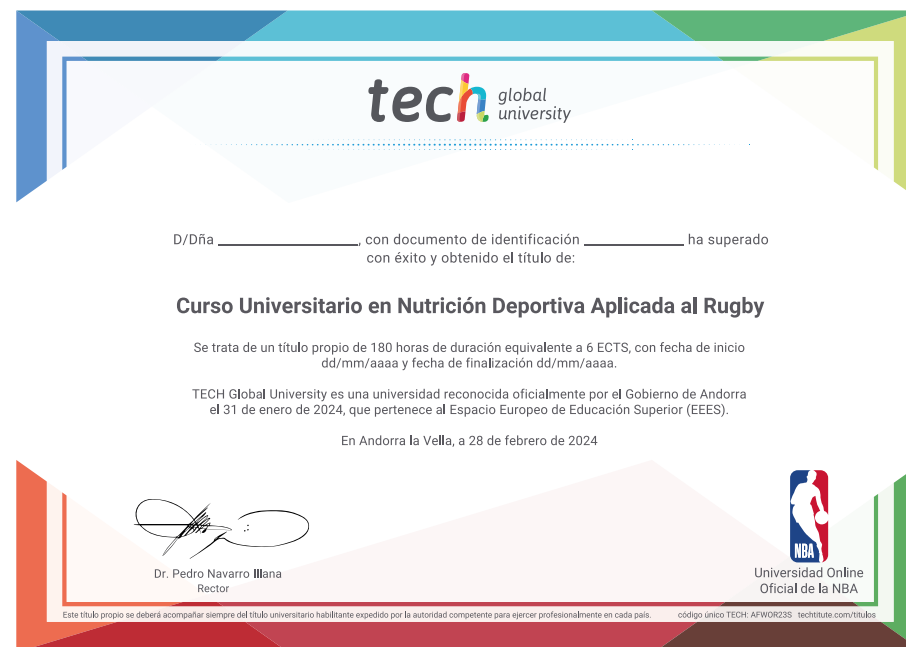 tech global university
D/Dña ____________________, con documento de identificación ______________ ha superado
con éxito y obtenido el título de:
Curso Universitario en Nutrición Deportiva Aplicada al Rugby
Se trata de un título propio de 180 horas de duración equivalente a 6 ECTS, con fecha de inicio
dd/mm/aaaa y fecha de finalización dd/mm/aaaa.
TECH Global University es una universidad reconocida oficialmente por el Gobierno de Andorra
el 31 de enero de 2024, que pertenece al Espacio Europeo de Educación Superior (EEES).
En Andorra la Vella, a 28 de febrero de 2024
Dr. Pedro Navarro Illana
Rector
NBA
Universidad Online
Oficial de la NBA
Este título propio se deberá acompañar siempre del título universitario habilitante expedido por la autoridad competente para ejercer profesionalmente en cada país.
código único TECH: AFWOR23S techtitute.com/titulos